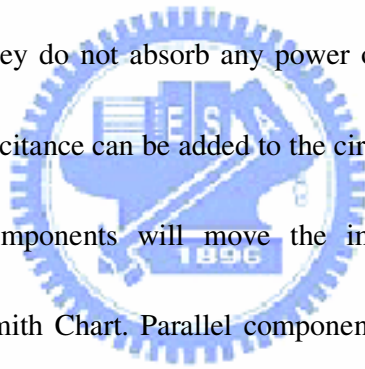 ey do not absorb any power
citance can be added to the cir
mponents will move the in
1896
mith Chart. Parallel componen